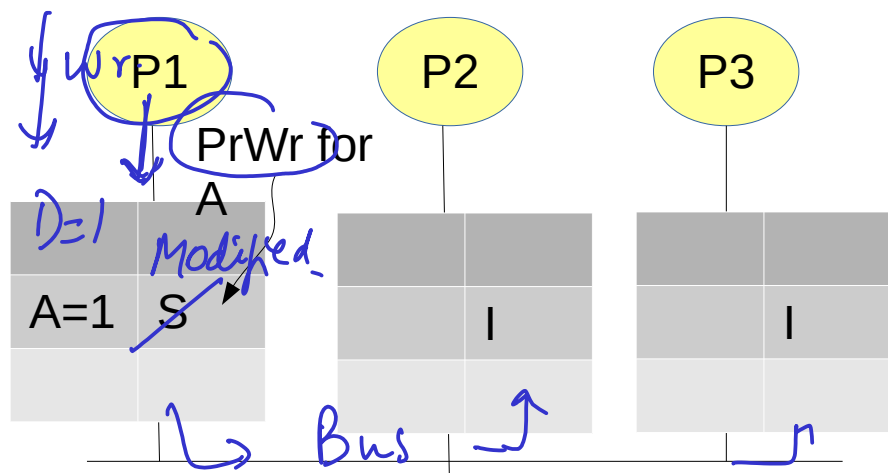 Wr P1 P2 P3
PrWr for
A
D=1
Modified
A=1 S I I
Bus